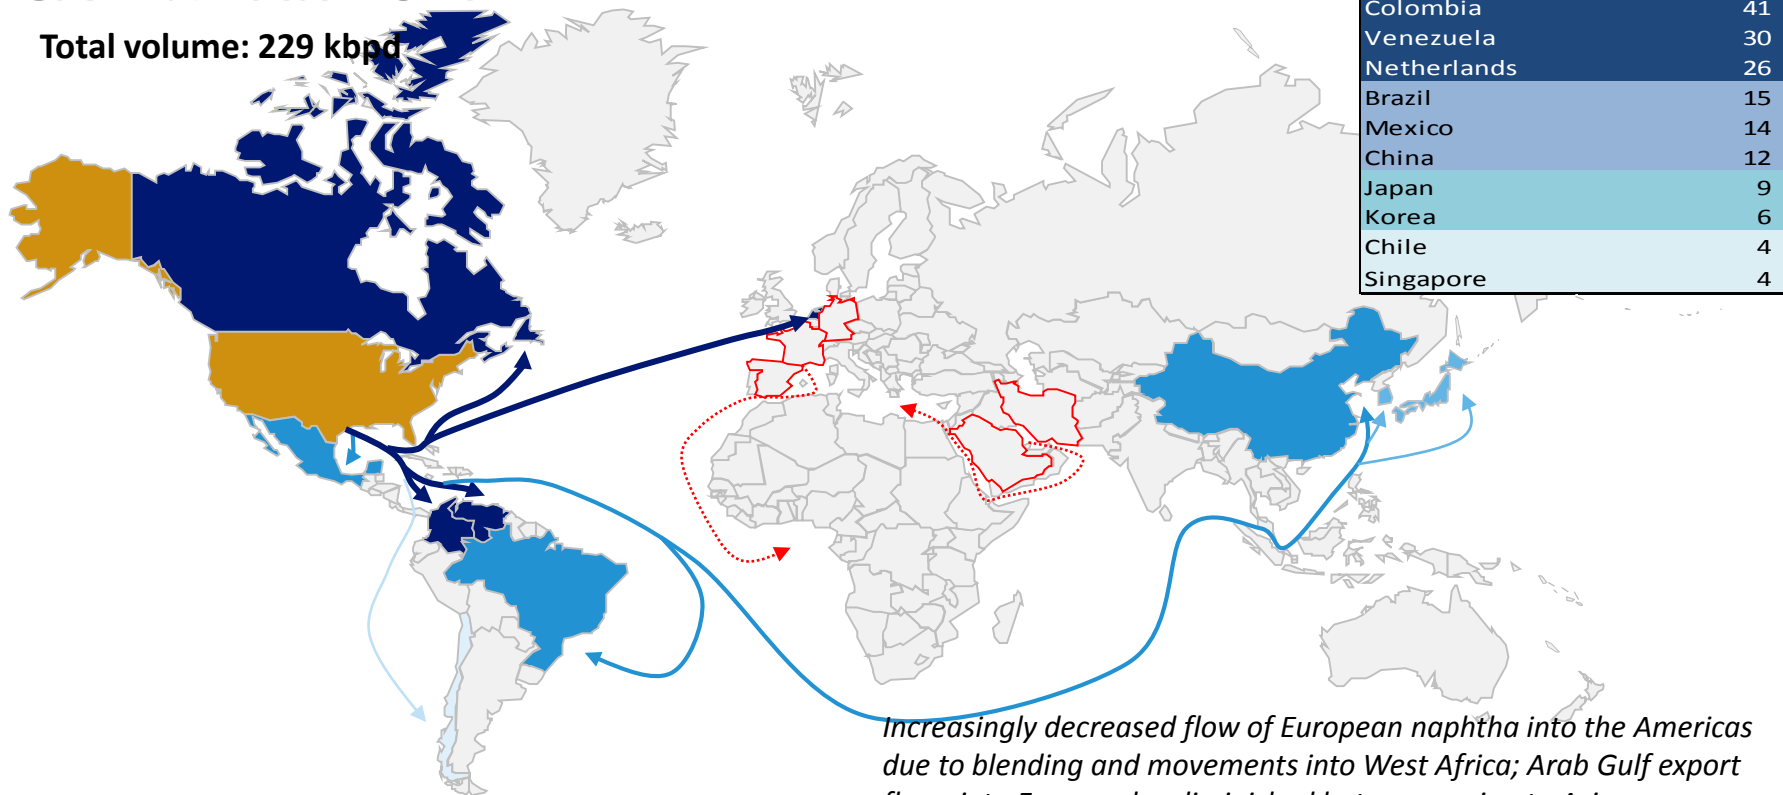 Total volume: 229 kbpd
Colombia 41
Venezuela 30
Netherlands 26
Brazil 15
Mexico 14
China 12
Japan 9
Korea 6
Chile 4
Singapore 4
Increasingly decreased flow of European naphtha into the Americas
due to blending and movements into West Africa; Arab Gulf export